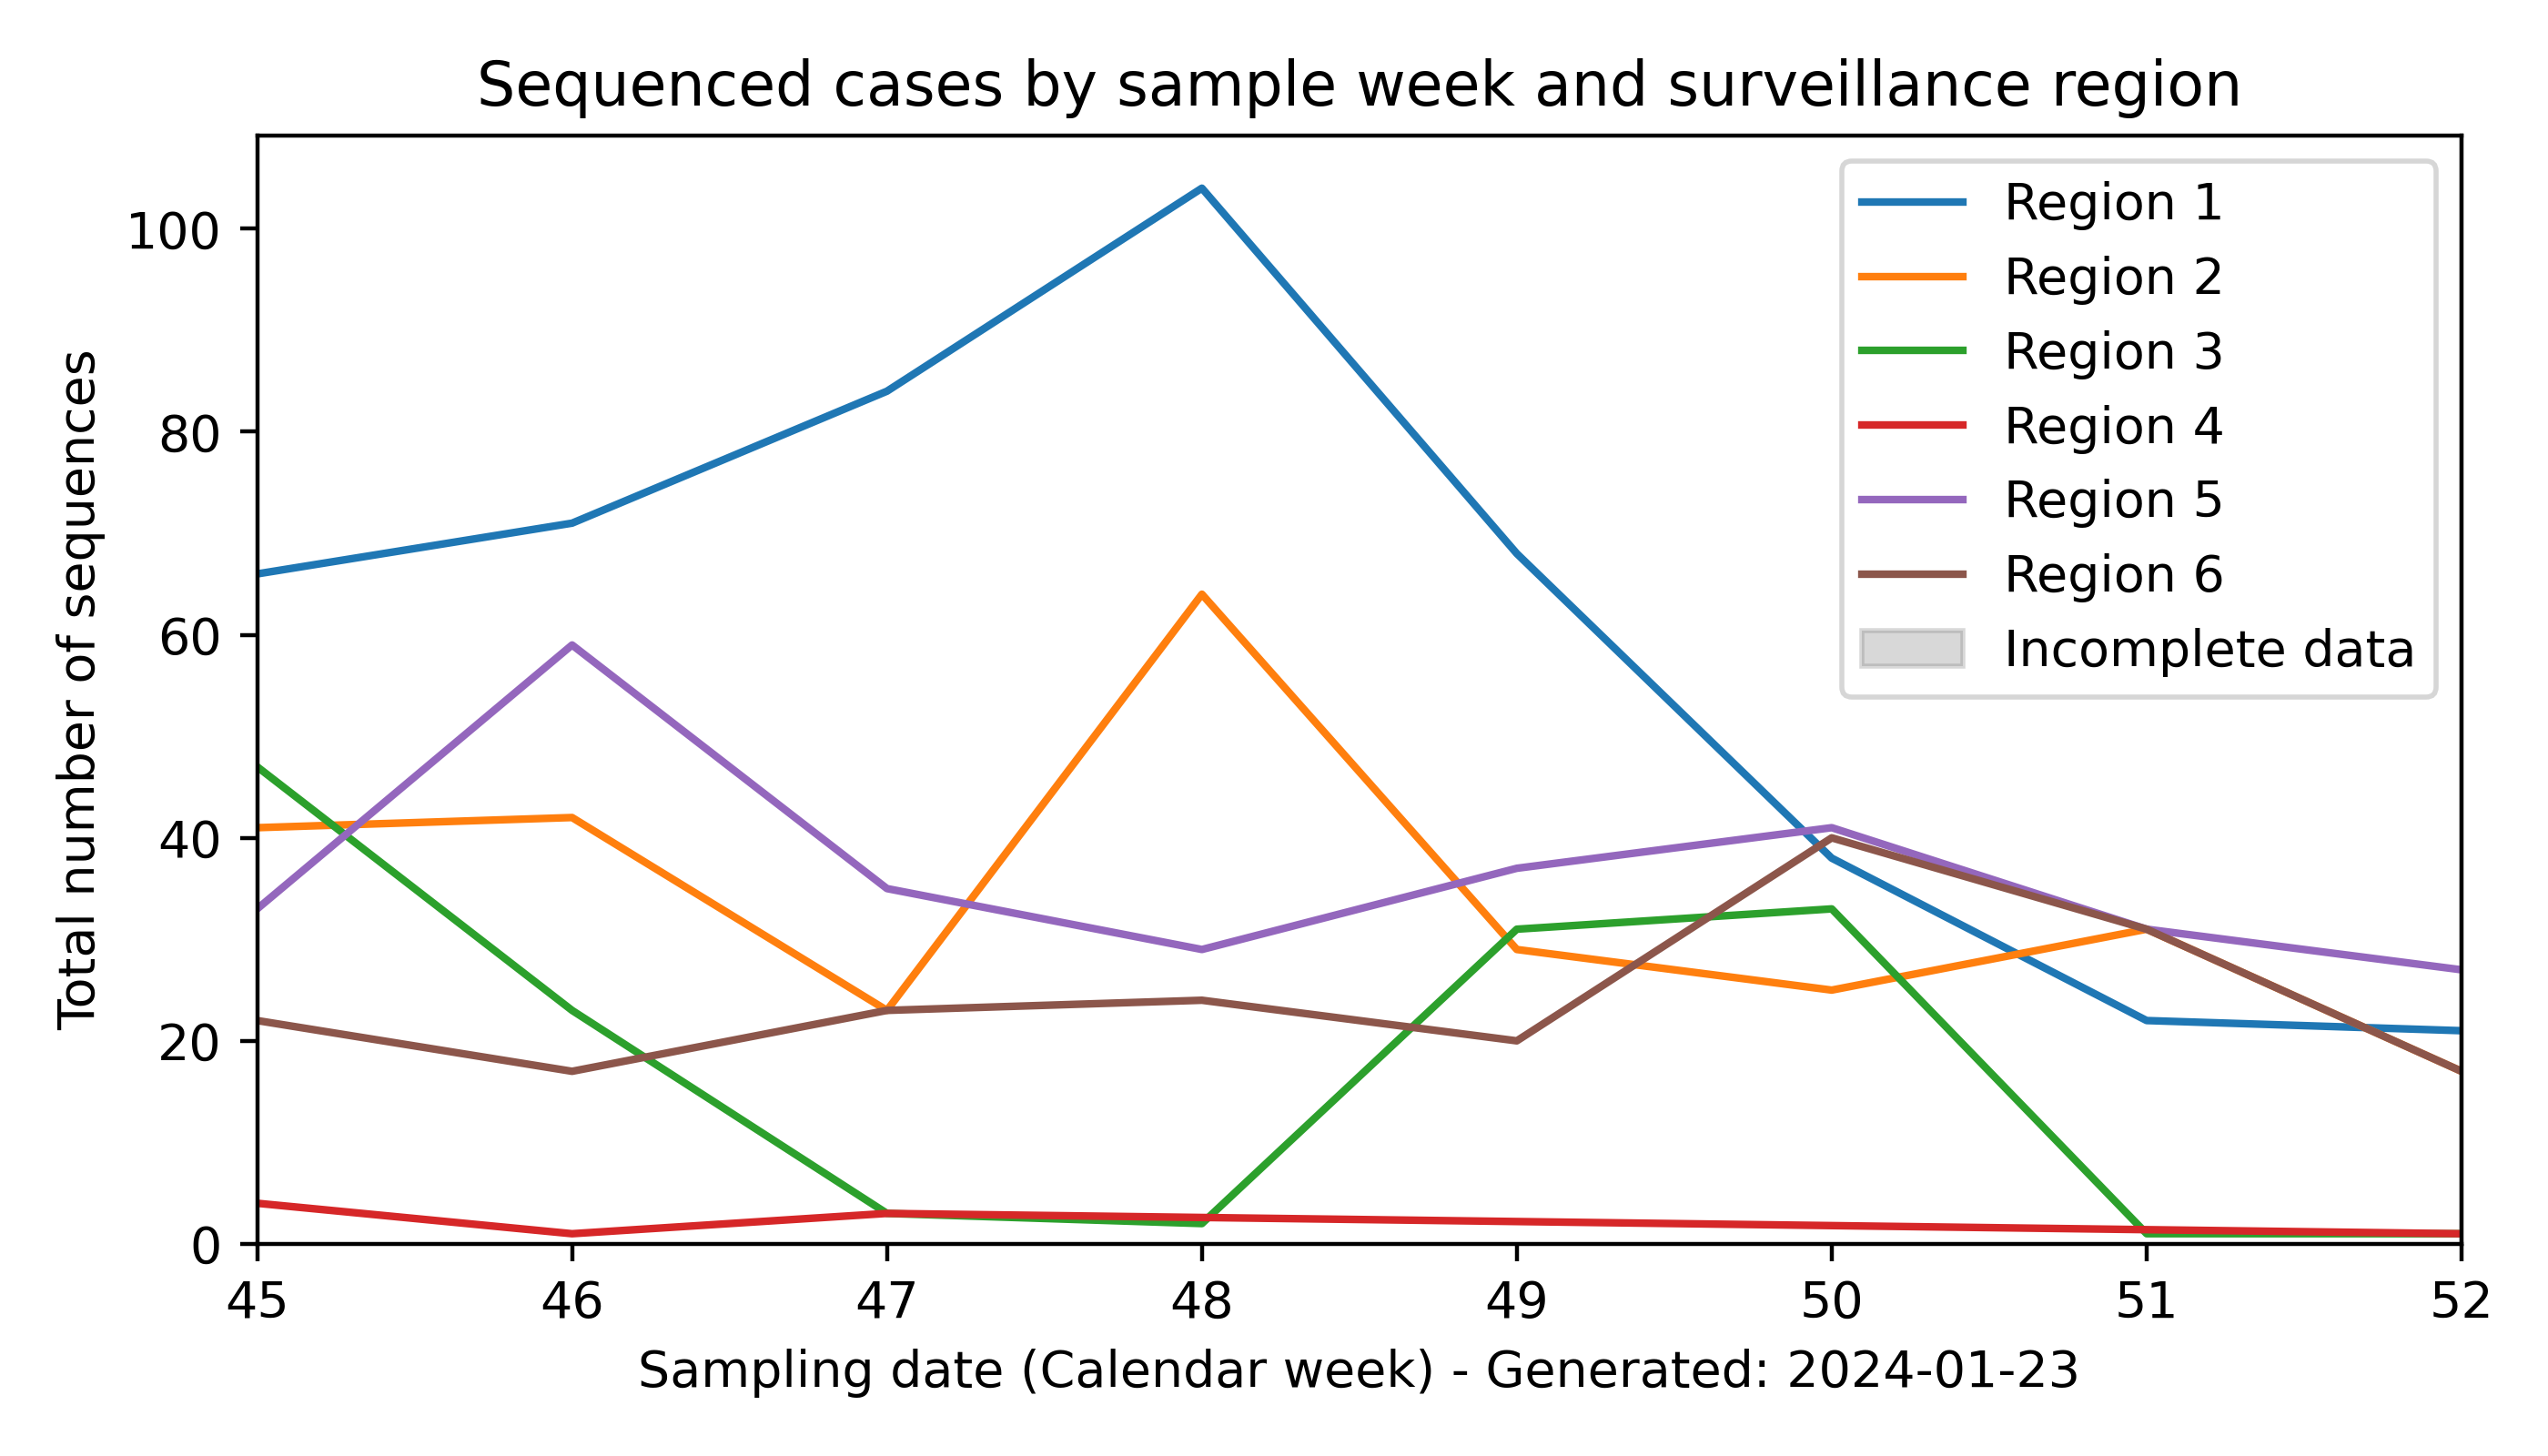 Sequenced cases by sample week and surveillance region
Total number of sequences
100
80
60
40
20
0
45 46 47 48 49 50 51 52
Sampling date (Calendar week) - Generated: 2024-01-23
Region 1
Region 2
Region 3
Region 4
Region 5
Region 6
Incomplete data